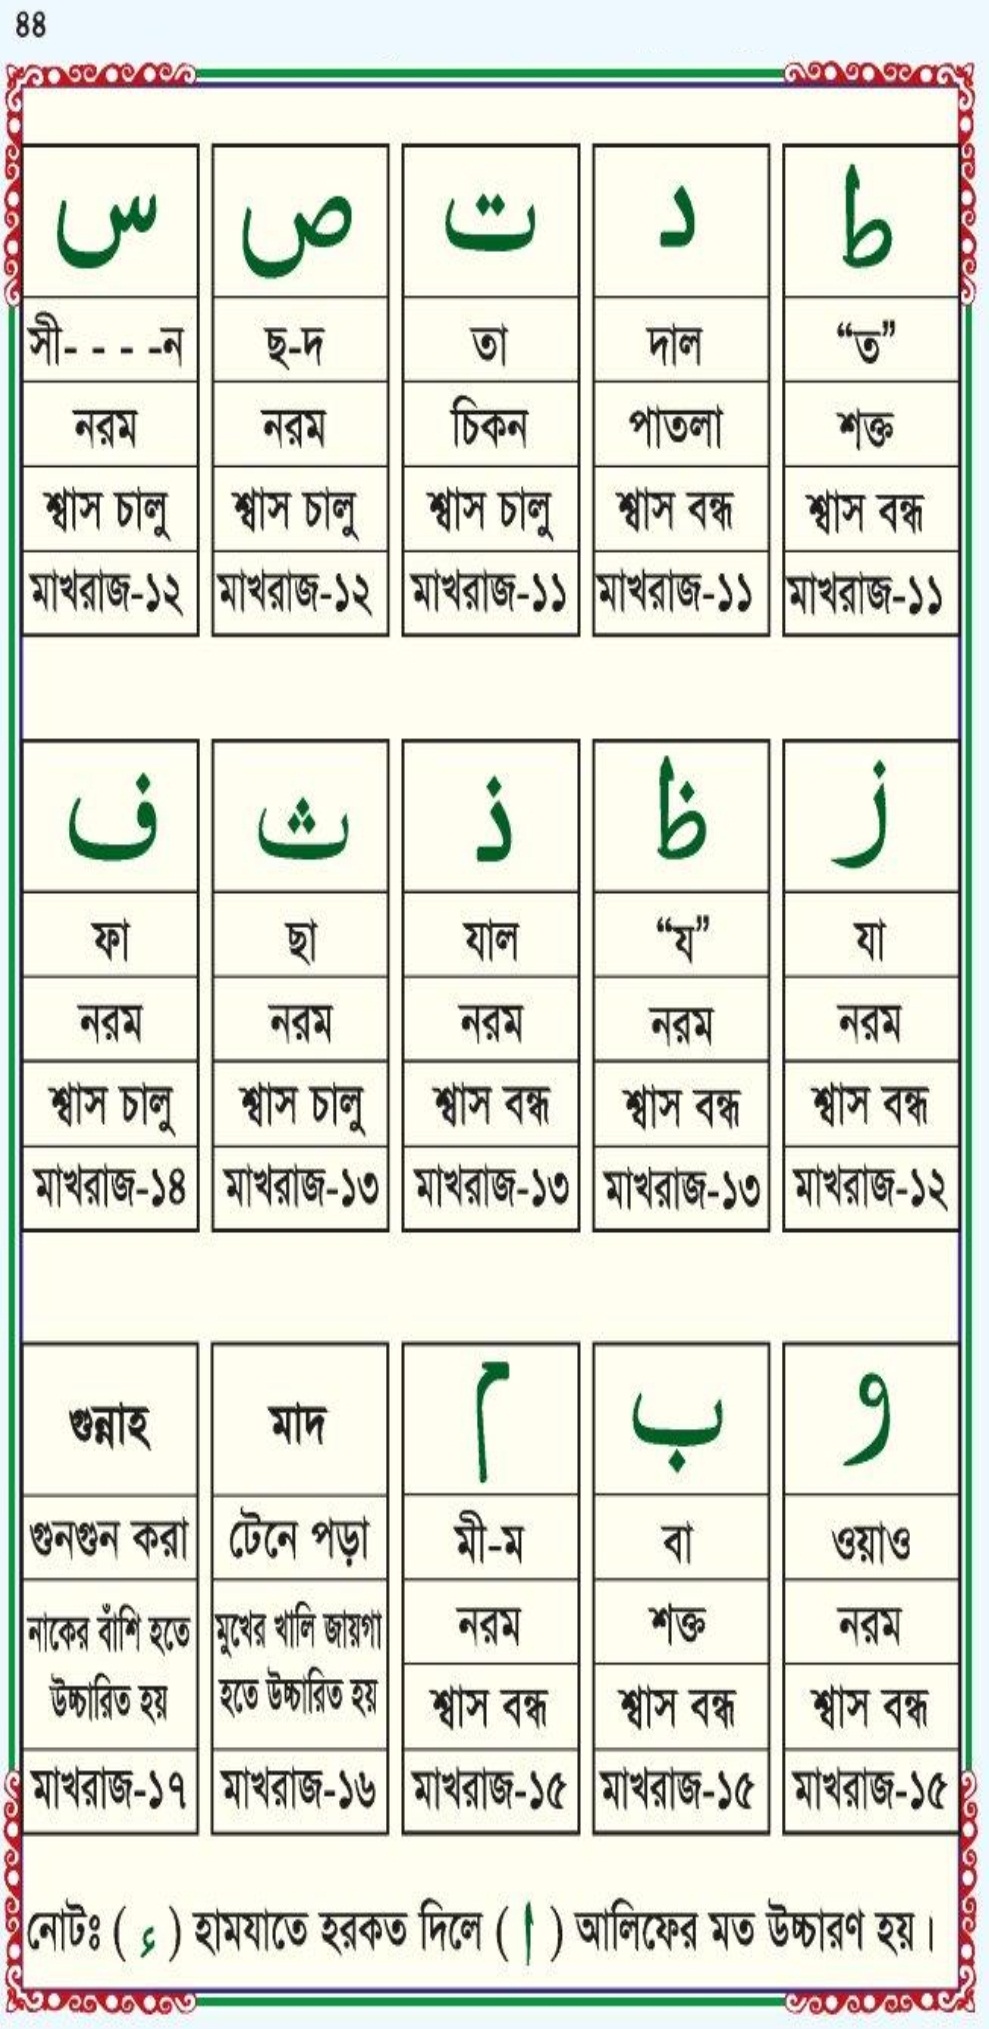 ৪৪
س ص ت د ط
সী- - - -ন ছ-দ তা দাল “ত”
নরম নরম চিকন পাতলা শক্ত
শ্বাস চালু শ্বাস চালু শ্বাস চালু শ্বাস বন্ধ শ্বাস বন্ধ
মাখরাজ-১২ মাখরাজ-১২ মাখরাজ-১১ মাখরাজ-১১ মাখরাজ-১১
ف ث ذ ظ ز
ফা ছা যাল “য” যা
নরম নরম নরম নরম নরম
শ্বাস চালু শ্বাস চালু শ্বাস বন্ধ শ্বাস বন্ধ শ্বাস বন্ধ
মাখরাজ-১৪ মাখরাজ-১৩ মাখরাজ-১৩ মাখরাজ-১৩ মাখরাজ-১২
গুন্নাহ মাদ م ب و
গুনগুন করা টেনে পড়া মী-ম বা ওয়াও
নাকের বাঁশি হতে মুখের খালি জায়গা নরম শক্ত নরম
উচ্চারিত হয় হতে উচ্চারিত হয় শ্বাস বন্ধ শ্বাস বন্ধ শ্বাস বন্ধ
মাখরাজ-১৭ মাখরাজ-১৬ মাখরাজ-১৫ মাখরাজ-১৫ মাখরাজ-১৫
নোটঃ ( ء ) হামযাতে হরকত দিলে ( ا ) আলিফের মত উচ্চারণ হয়।